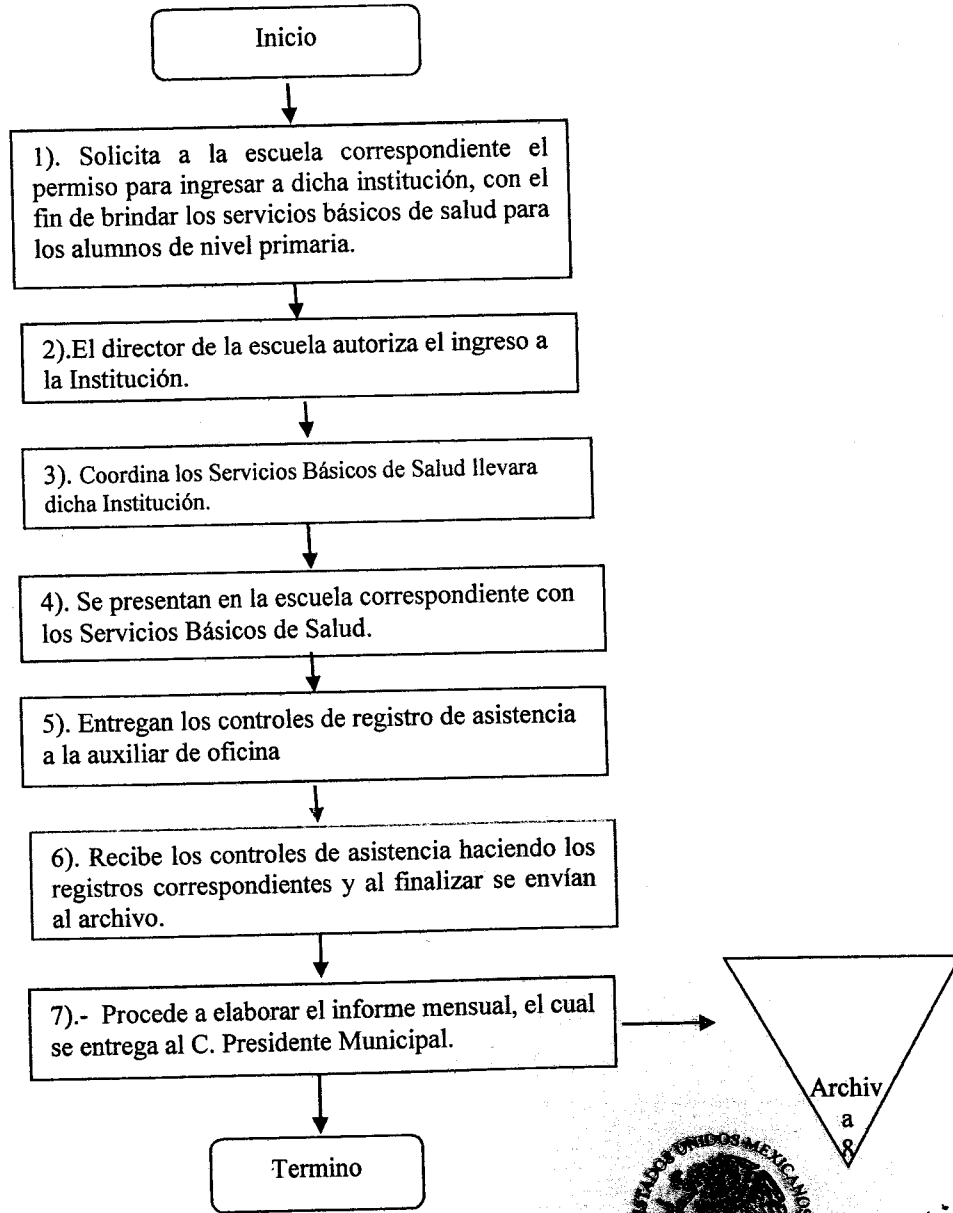 Inicio
1). Solicita a la escuela correspondiente el
permiso para ingresar a dicha institución, con el
fin de brindar los servicios básicos de salud para
los alumnos de nivel primaria.
2).El director de la escuela autoriza el ingreso a
la Institución.
3). Coordina los Servicios Básicos de Salud llevara
dicha Institución.
4). Se presentan en la escuela correspondiente con
los Servicios Básicos de Salud.
5). Entregan los controles de registro de asistencia
a la auxiliar de oficina
6). Recibe los controles de asistencia haciendo los
registros correspondientes y al finalizar se envían
al archivo.
7).- Procede a elaborar el informe mensual, el cual
se entrega al C. Presidente Municipal.
Archiv
a
8
Termino
ESTADOS UNIDOS MEXICANOS